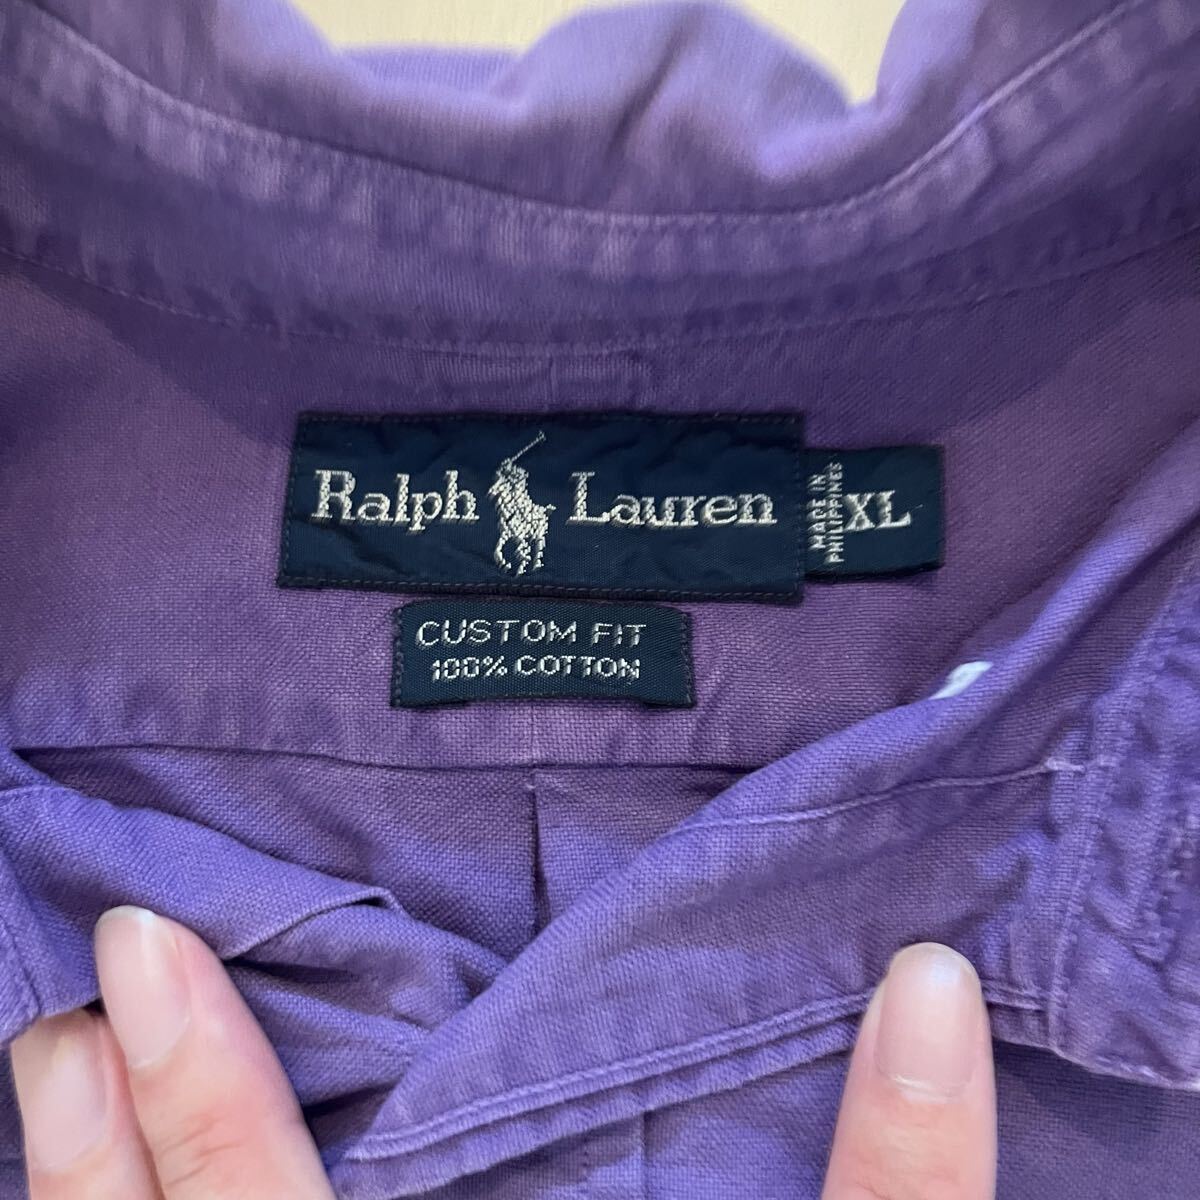 Ralph Lauren
MADE IN
PHILIPPINES
XL
CUSTOM FIT
100% COTTON